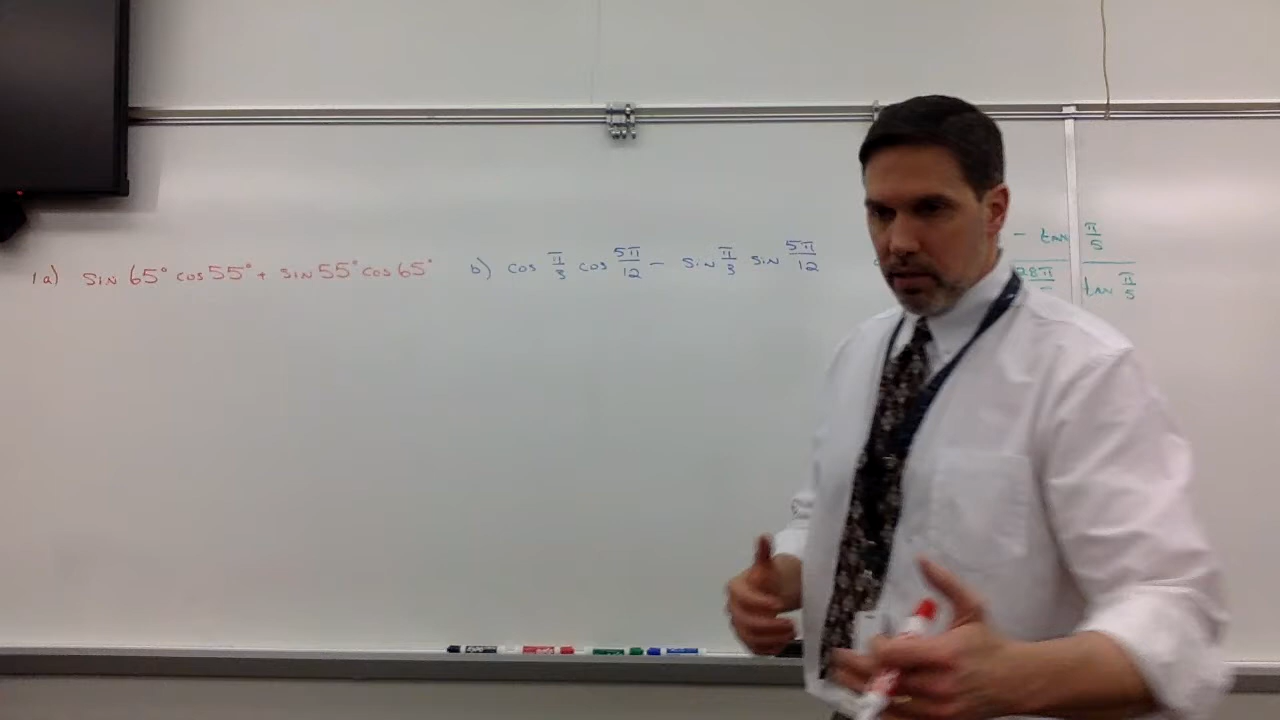 1a) sin 65° cos 55° + sin 55° cos 65°
b) cos π/3 cos 5π/12 - sin π/3 sin 5π/12
- tan π/5
28π
tan π/5